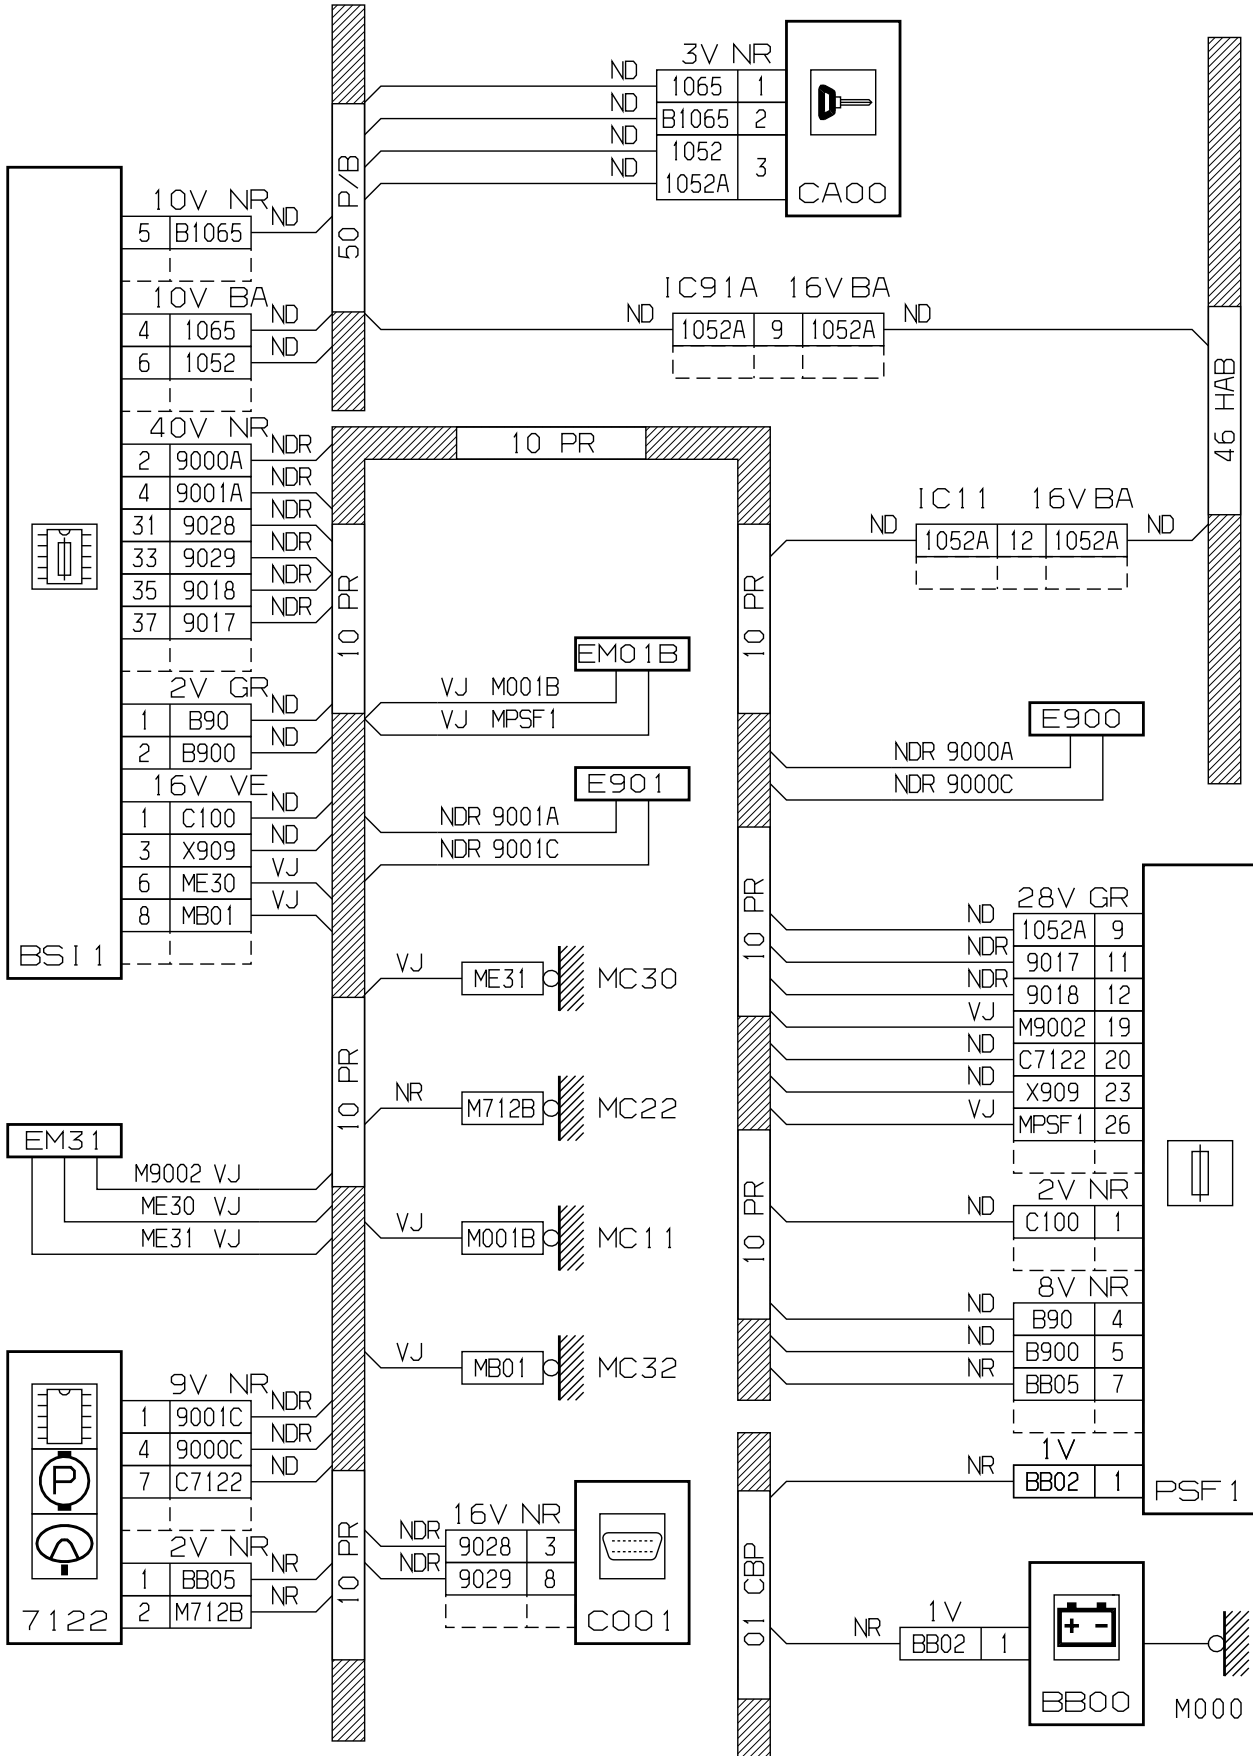 3V NR
ND 1065 1
ND B1065 2
ND 1052
ND 1052A 3
CA00
50 P/B
10V NR
5 B1065 ND
10V BA
4 1065 ND
6 1052 ND
IC91A 16V BA
ND 1052A 9 1052A ND
46 HAB
40V NR
2 9000A NDR
4 9001A NDR
31 9028 NDR
33 9029 NDR
35 9018 NDR
37 9017 NDR
2V GR
1 B90 ND
2 B900 ND
16V VE
1 C100 ND
3 X909 ND
6 ME30 VJ
8 MB01 VJ
BSI1
10 PR
10 PR
10 PR
IC11 16V BA
ND 1052A 12 1052A ND
EM01B
VJ M001B
VJ MPSF1
E901
NDR 9001A
NDR 9001C
E900
NDR 9000A
NDR 9000C
10 PR
28V GR
ND 1052A 9
NDR 9017 11
NDR 9018 12
VJ M9002 19
ND C7122 20
ND X909 23
VJ MPSF1 26
2V NR
ND C100 1
8V NR
ND B90 4
ND B900 5
NR BB05 7
1V
NR BB02 1
PSF1
10 PR
10 PR
VJ ME31 MC30
NR M712B MC22
VJ M001B MC11
VJ MB01 MC32
EM31
M9002 VJ
ME30 VJ
ME31 VJ
9V NR
1 9001C NDR
4 9000C NDR
7 C7122 ND
2V NR
1 BB05 NR
2 M712B NR
P
7122
10 PR
16V NR
NDR 9028 3
NDR 9029 8
C001
01 CBP
1V
NR BB02 1
+ -
BB00
M000